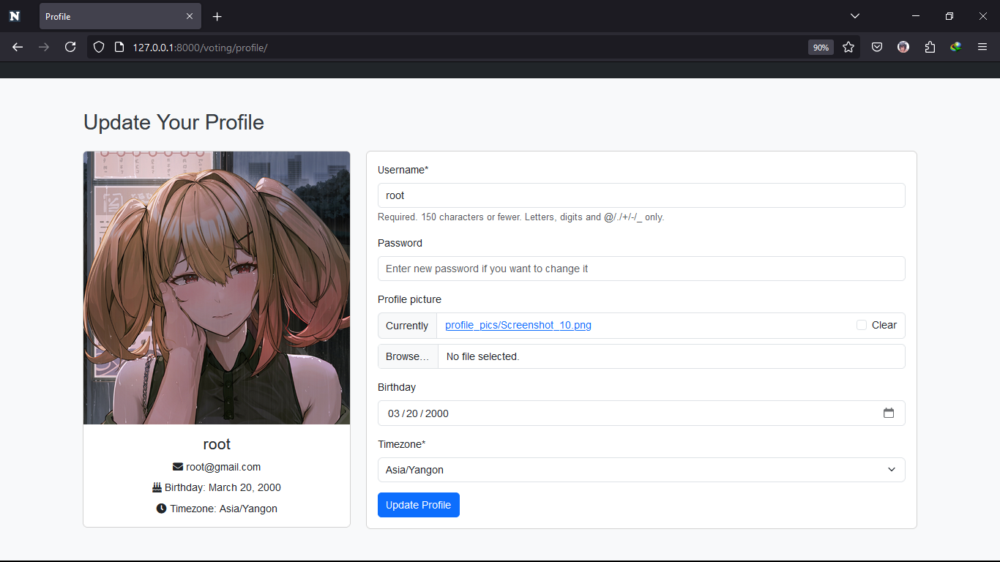 N
Profile
127.0.0.1:8000/voting/profile/
90%
Update Your Profile
root
root@gmail.com
Birthday: March 20, 2000
Timezone: Asia/Yangon
Username*
root
Required. 150 characters or fewer. Letters, digits and @/./+/-/_ only.
Password
Enter new password if you want to change it
Profile picture
Currently profile_pics/Screenshot_10.png Clear
Browse... No file selected.
Birthday
03/20/2000
Timezone*
Asia/Yangon
Update Profile